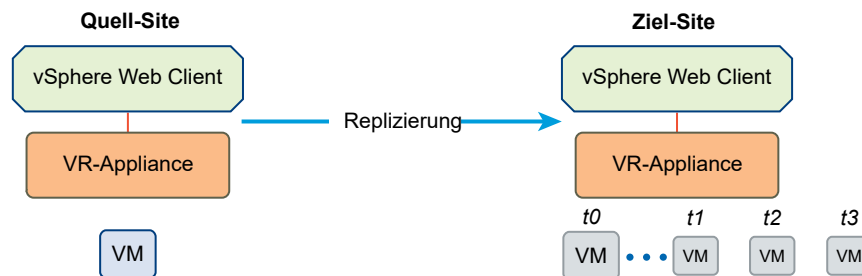 Quell-Site
Ziel-Site
vSphere Web Client
vSphere Web Client
Replizierung
VR-Appliance
VR-Appliance
t0
t1
t2
t3
VM
VM
VM
VM
VM